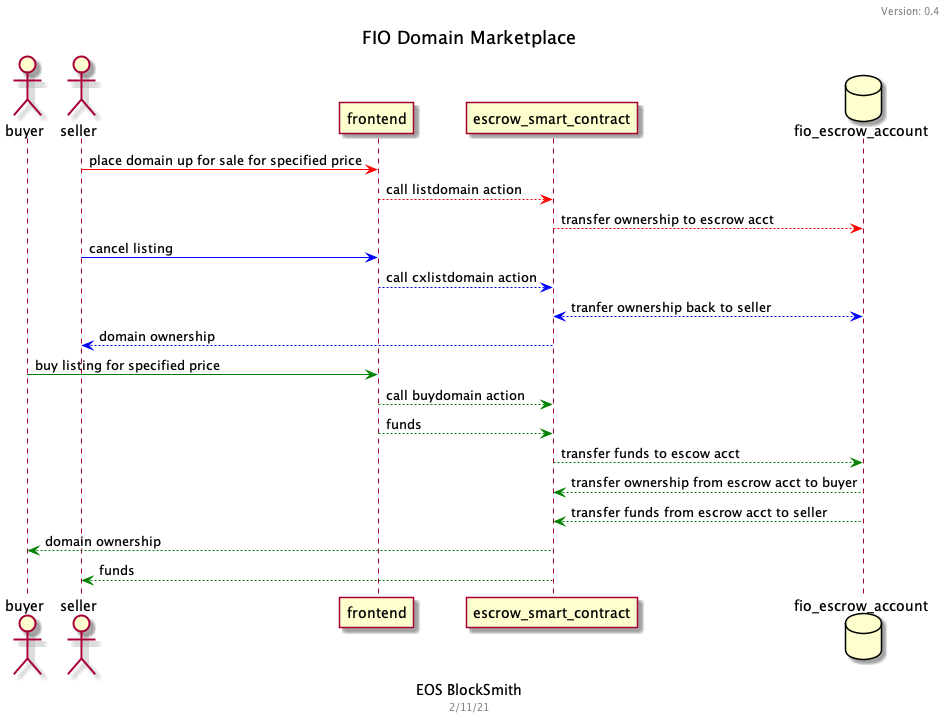 Version: 0.4
FIO Domain Marketplace
buyer seller frontend escrow_smart_contract fio_escrow_account
place domain up for sale for specified price
call listdomain action
transfer ownership to escrow acct
cancel listing
call cxlistdomain action
tranfer ownership back to seller
domain ownership
buy listing for specified price
call buydomain action
funds
transfer funds to escow acct
transfer ownership from escrow acct to buyer
transfer funds from escrow acct to seller
domain ownership
funds
buyer seller frontend escrow_smart_contract fio_escrow_account
EOS BlockSmith
2/11/21